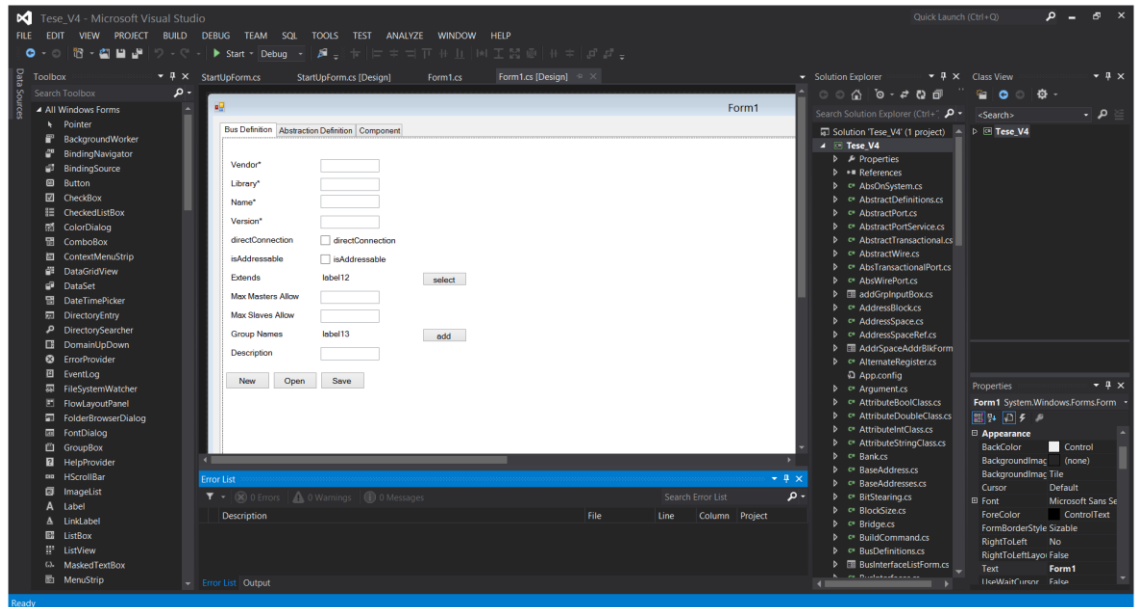 Tese_V4 - Microsoft Visual Studio
Quick Launch (Ctrl+Q)
FILE EDIT VIEW PROJECT BUILD DEBUG TEAM SQL TOOLS TEST ANALYZE WINDOW HELP
Start Debug
Data Sources
Toolbox
Search Toolbox
All Windows Forms
Pointer
BackgroundWorker
BindingNavigator
BindingSource
Button
CheckBox
CheckedListBox
ColorDialog
ComboBox
ContextMenuStrip
DataGridView
DataSet
DateTimePicker
DirectoryEntry
DirectorySearcher
DomainUpDown
ErrorProvider
EventLog
FileSystemWatcher
FlowLayoutPanel
FolderBrowserDialog
FontDialog
GroupBox
HelpProvider
HScrollBar
ImageList
Label
LinkLabel
ListBox
ListView
MaskedTextBox
MenuStrip
StartUpForm.cs StartUpForm.cs [Design] Form1.cs Form1.cs [Design]
Form1
Bus Definition Abstraction Definition Component
Vendor*
Library*
Name*
Version*
directConnection directConnection
isAddressable isAddressable
Extends label12 select
Max Masters Allow
Max Slaves Allow
Group Names label13 add
Description
New Open Save
Error List
0 Errors 0 Warnings 0 Messages Search Error List
Description File Line Column Project
Error List Output
Solution Explorer
Search Solution Explorer (Ctrl+
Solution 'Tese_V4' (1 project)
Tese_V4
Properties
References
AbsOnSystem.cs
AbstractDefinitions.cs
AbstractPort.cs
AbstractPortService.cs
AbstractTransactional.cs
AbstractWire.cs
AbsTransactionalPort.cs
AbsWirePort.cs
addGrpInputBox.cs
AddressBlock.cs
AddressSpace.cs
AddressSpaceRef.cs
AddrSpaceAddrBlkForm
AlternateRegister.cs
App.config
Argument.cs
AttributeBoolClass.cs
AttributeDoubleClass.cs
AttributeIntClass.cs
AttributeStringClass.cs
Bank.cs
BaseAddress.cs
BaseAddresses.cs
BitStearing.cs
BlockSize.cs
Bridge.cs
BuildCommand.cs
BusDefinitions.cs
BusInterfaceListForm.cs
Class View
<Search>
Tese_V4
Properties
Form1 System.Windows.Forms.Form
Appearance
BackColor Control
BackgroundImag (none)
BackgroundImag Tile
Cursor Default
Font Microsoft Sans Se
ForeColor ControlText
FormBorderStyle Sizable
RightToLeft No
RightToLeftLayou False
Text Form1
UseWaitCursor False
Ready